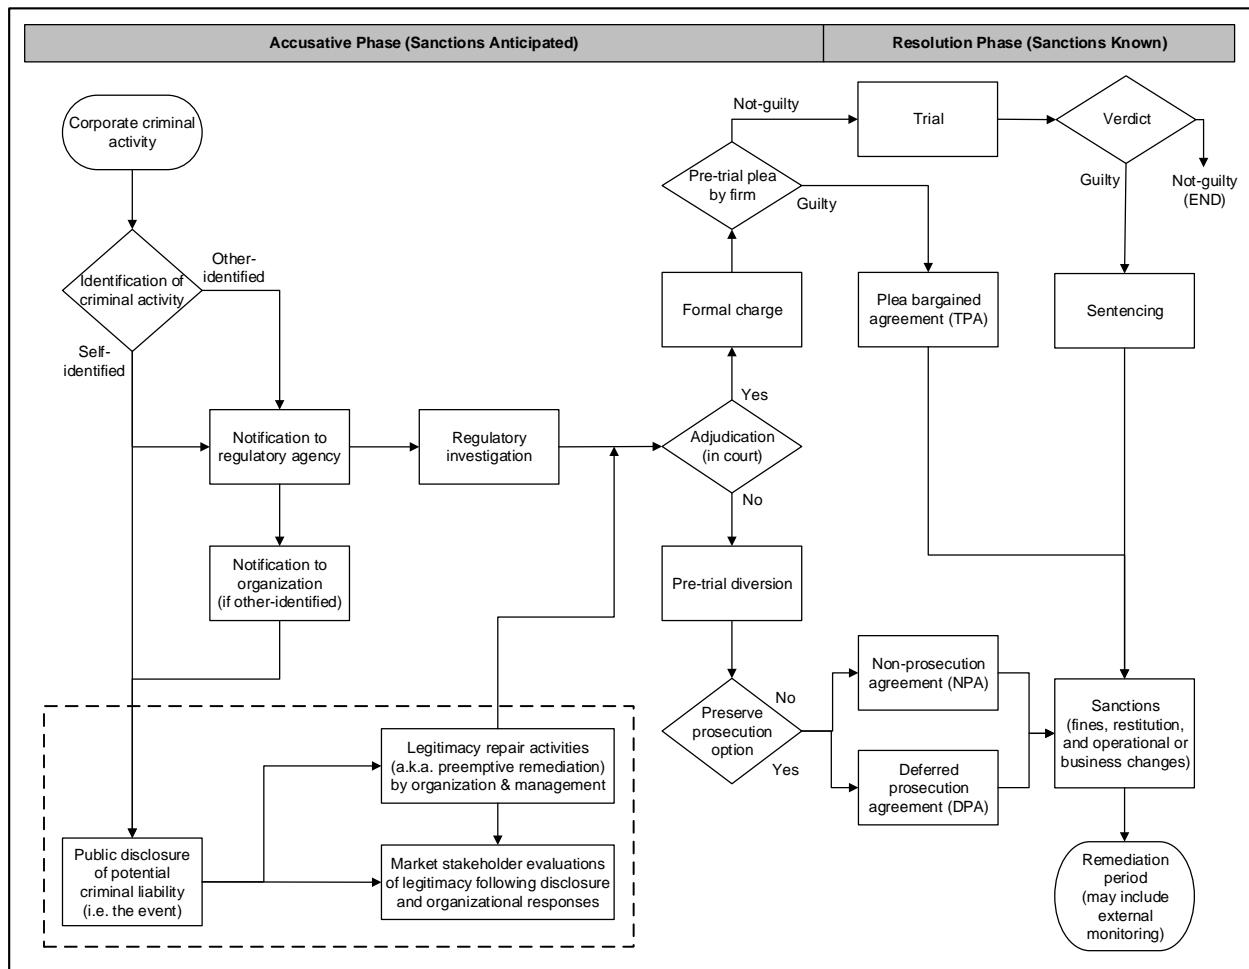 Accusative Phase (Sanctions Anticipated)
Resolution Phase (Sanctions Known)
Corporate criminal
activity
Identification of
criminal activity
Other-
identified
Self-
identified
Notification to
regulatory agency
Regulatory
investigation
Notification to
organization
(if other-identified)
Public disclosure
of potential
criminal liability
(i.e. the event)
Legitimacy repair activities
(a.k.a. preemptive remediation)
by organization & management
Market stakeholder evaluations
of legitimacy following disclosure
and organizational responses
Adjudication
(in court)
Yes
No
Formal charge
Pre-trial plea
by firm
Not-guilty
Guilty
Trial
Verdict
Guilty
Not-guilty
(END)
Plea bargained
agreement (TPA)
Sentencing
Pre-trial diversion
Preserve
prosecution
option
No
Yes
Non-prosecution
agreement (NPA)
Deferred
prosecution
agreement (DPA)
Sanctions
(fines, restitution,
and operational or
business changes)
Remediation
period
(may include
external
monitoring)